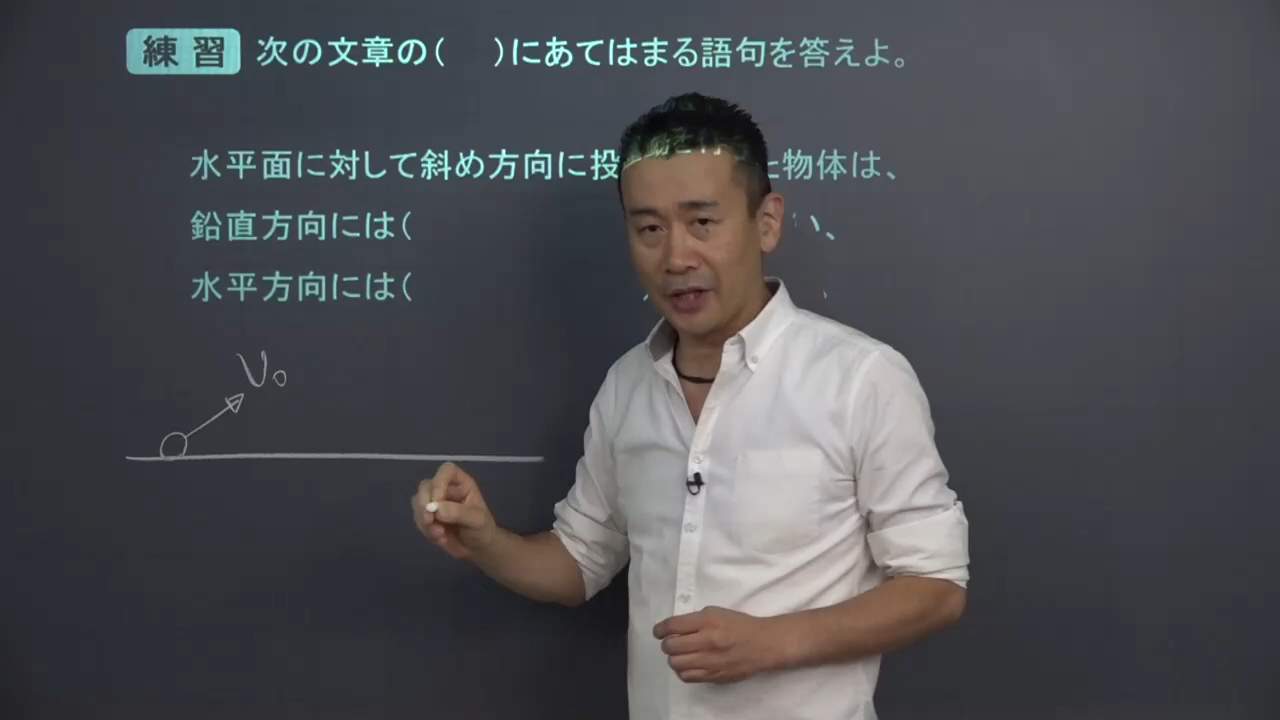 練習 次の文章の( )にあてはまる語句を答えよ。
水平面に対して斜め方向に投 物体は、
鉛直方向には( い、
水平方向には(
V₀